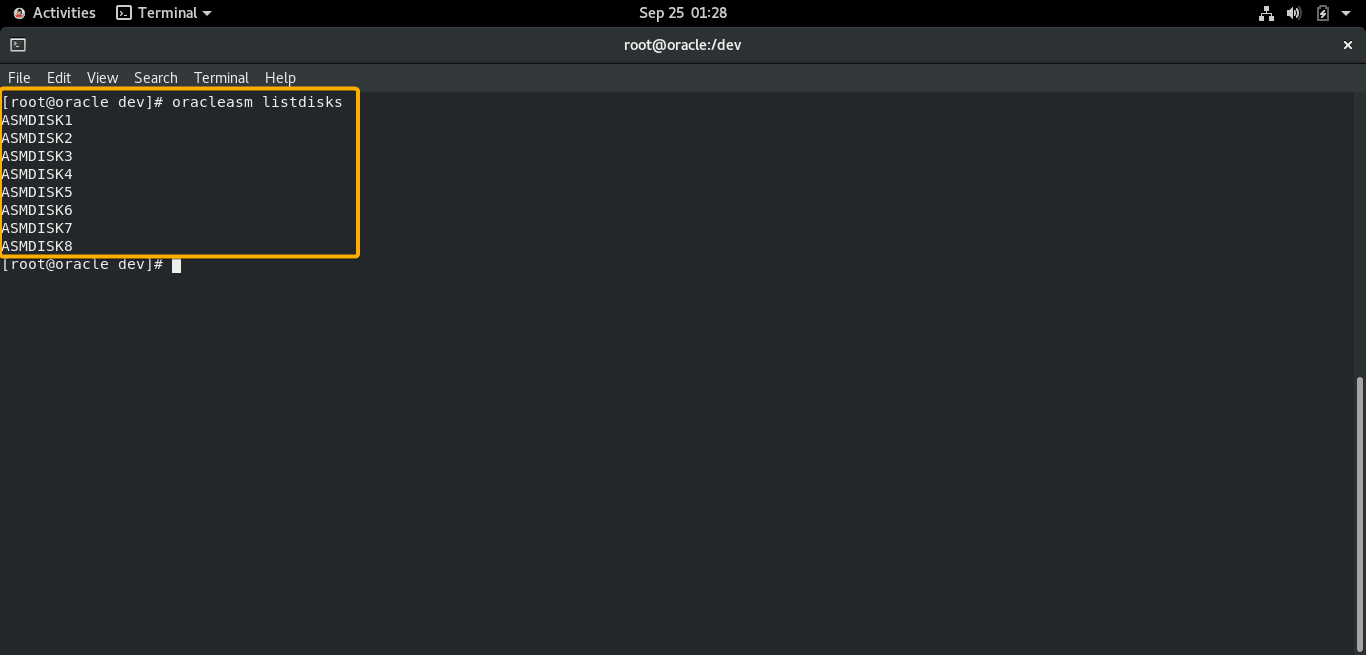 Activities Terminal Sep 25 01:28
root@oracle:/dev
File Edit View Search Terminal Help
[root@oracle dev]# oracleasm listdisks
ASMDISK1
ASMDISK2
ASMDISK3
ASMDISK4
ASMDISK5
ASMDISK6
ASMDISK7
ASMDISK8
[root@oracle dev]#